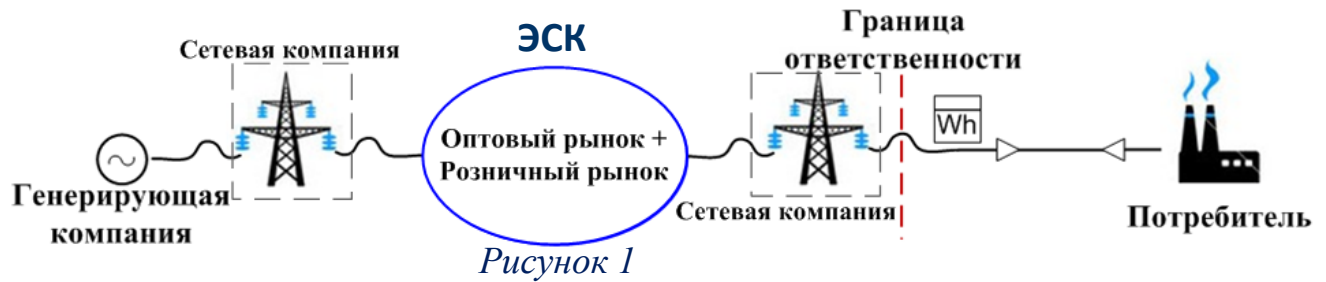 Сетевая компания
ЭСК
Граница
ответственности
Оптовый рынок +
Розничный рынок
Wh
Генерирующая
компания
Сетевая компания
Потребитель
Рисунок 1